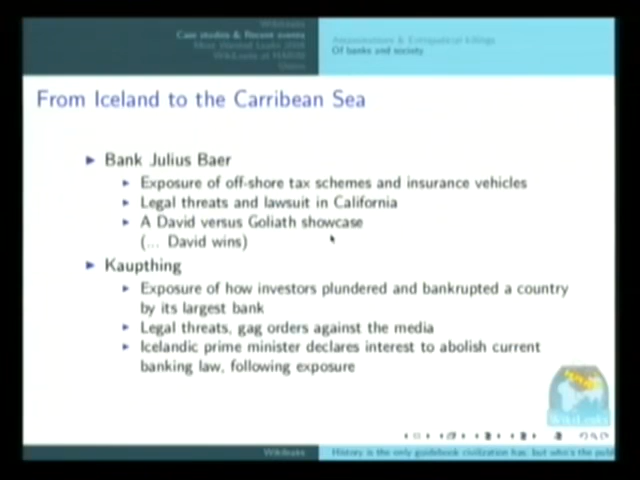 Wikileaks
Case studies & Recent events
Most Wanted Leaks 2009
WikiLeaks at HAR09
Assassinations & Extrajudicial killings
Of banks and society
From Iceland to the Carribean Sea
Bank Julius Baer
Exposure of off-shore tax schemes and insurance vehicles
Legal threats and lawsuit in California
A David versus Goliath showcase
(... David wins)
Kaupthing
Exposure of how investors plundered and bankrupted a country
by its largest bank
Legal threats, gag orders against the media
Icelandic prime minister declares interest to abolish current
banking law, following exposure
WikiLeaks
Wikileaks
History is the only guidebook civilization has, but who's the publ